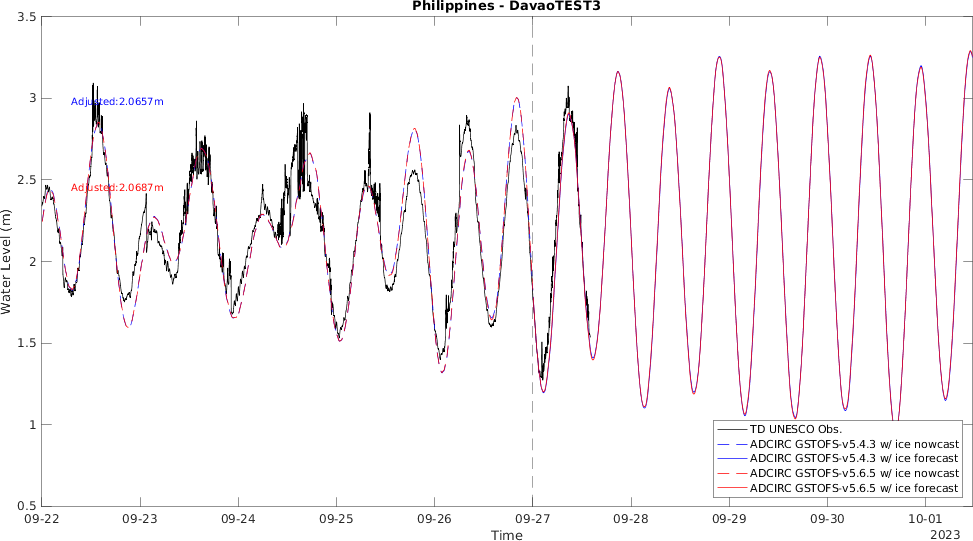 Philippines - DavaoTEST3
3.5
3
2.5
2
1.5
1
0.5
Water Level (m)
Adjusted:2.0657m
Adjusted:2.0687m
TD UNESCO Obs.
ADCIRC GSTOFS-v5.4.3 w/ ice nowcast
ADCIRC GSTOFS-v5.4.3 w/ ice forecast
ADCIRC GSTOFS-v5.6.5 w/ ice nowcast
ADCIRC GSTOFS-v5.6.5 w/ ice forecast
09-22 09-23 09-24 09-25 09-26 09-27 09-28 09-29 09-30 10-01
2023
Time